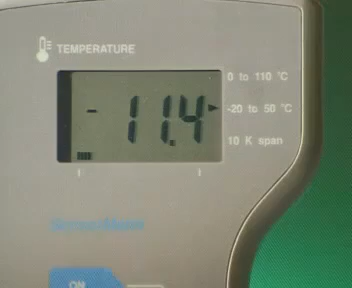 TEMPERATURE
0 to 110 °C
- 11.4
-20 to 50 °C
10 K span
ON